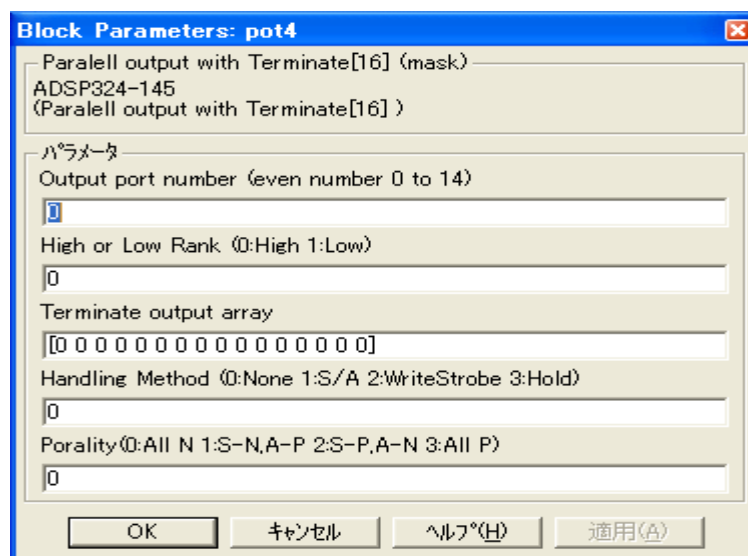 Block Parameters: pot4
Paralell output with Terminate[16] (mask)
ADSP324-145
(Paralell output with Terminate[16] )
パラメータ
Output port number (even number 0 to 14)
0
High or Low Rank (0:High 1:Low)
0
Terminate output array
[0 0 0 0 0 0 0 0 0 0 0 0 0 0 0 0]
Handling Method (0:None 1:S/A 2:WriteStrobe 3:Hold)
0
Porality(0:All N 1:S-N,A-P 2:S-P,A-N 3:All P)
0
OK キャンセル ヘルプ(H) 適用(A)